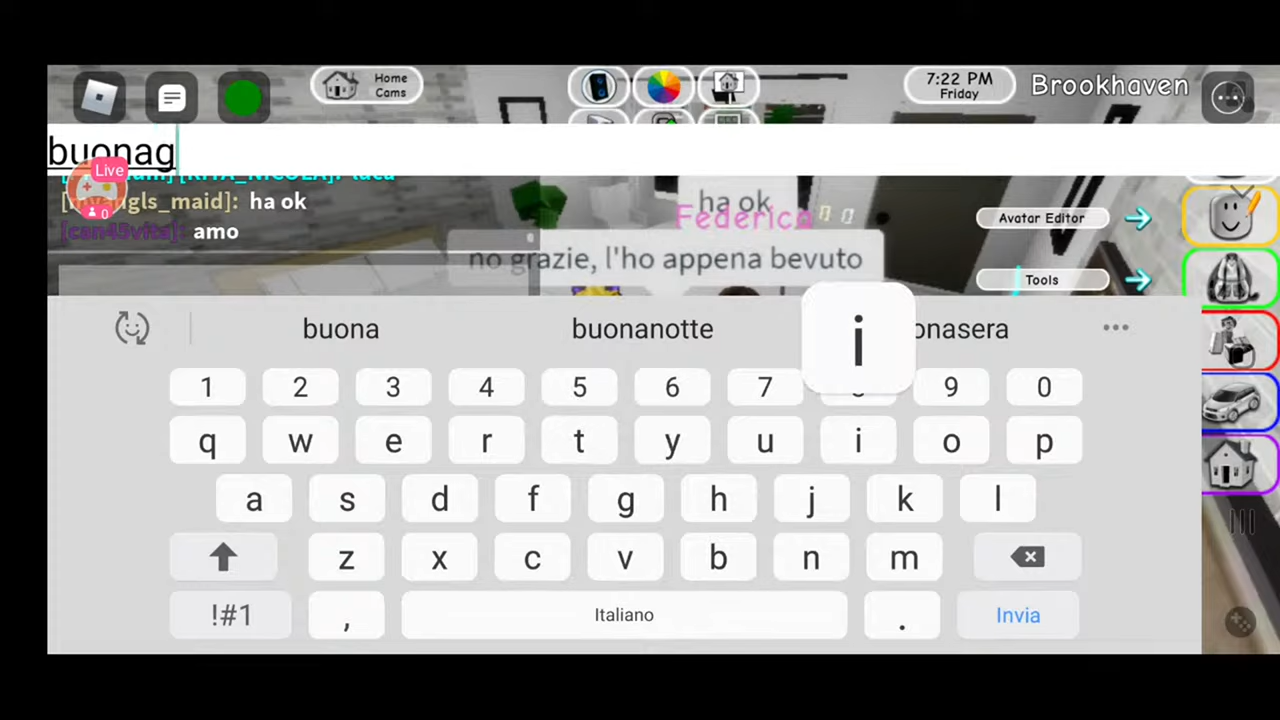 Home
Cams
7:22 PM
Friday
Brookhaven
buonag
Live
0
ha ok
[can45vita]: amo
ha ok
Federica
no grazie, l'ho appena bevuto
Avatar Editor
Tools
buona
buonanotte
onasera
i
1 2 3 4 5 6 7 9 0
q w e r t y u i o p
a s d f g h j k l
z x c v b n m
!#1 , Italiano . Invia